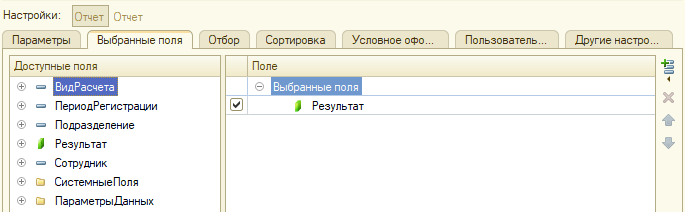 Настройки: Отчет Отчет
Параметры Выбранные поля Отбор Сортировка Условное офо... Пользователь... Другие настро...
Доступные поля Поле
ВидРасчета Выбранные поля
ПериодРегистрации Результат
Подразделение
Результат
Сотрудник
СистемныеПоля
ПараметрыДанных